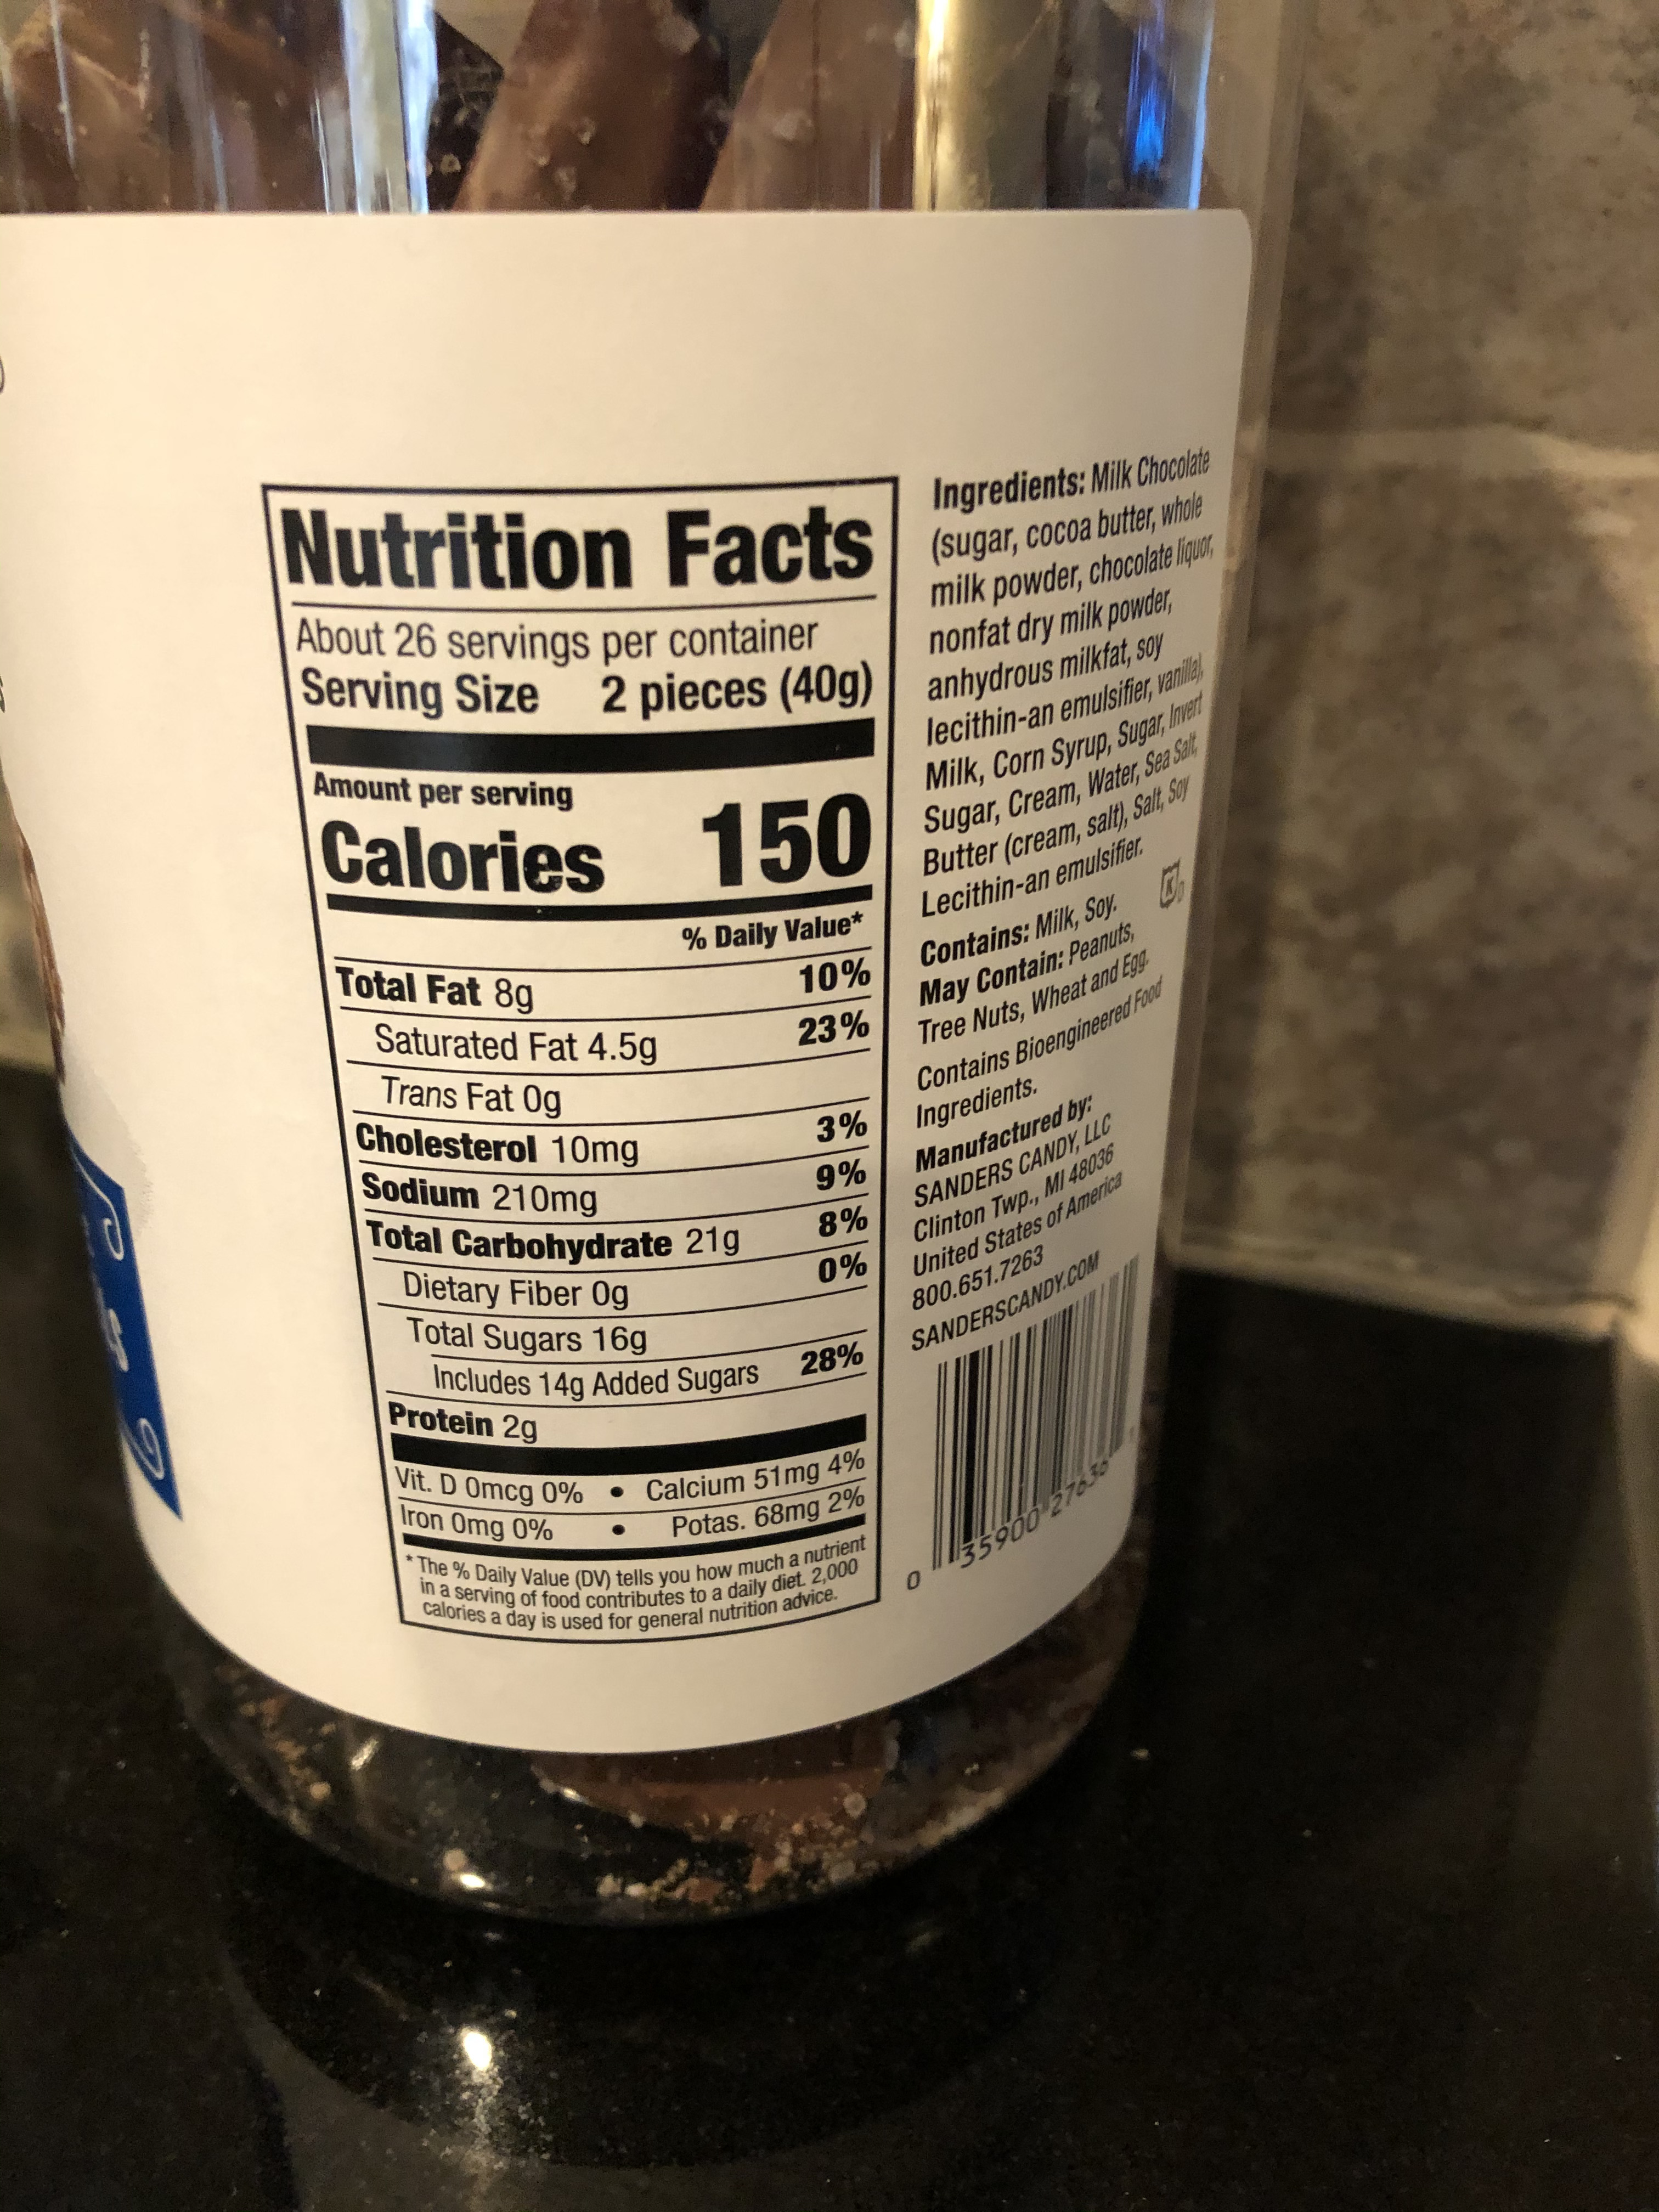 Nutrition Facts
About 26 servings per container
Serving Size 2 pieces (40g)
Amount per serving
Calories 150
% Daily Value*
Total Fat 8g 10%
Saturated Fat 4.5g 23%
Trans Fat 0g
Cholesterol 10mg 3%
Sodium 210mg 9%
Total Carbohydrate 21g 8%
Dietary Fiber 0g 0%
Total Sugars 16g
Includes 14g Added Sugars 28%
Protein 2g
Vit. D 0mcg 0% • Calcium 51mg 4%
Iron 0mg 0% • Potas. 68mg 2%
* The % Daily Value (DV) tells you how much a nutrient
in a serving of food contributes to a daily diet. 2,000
calories a day is used for general nutrition advice.
Ingredients: Milk Chocolate
(sugar, cocoa butter, whole
milk powder, chocolate liquor,
nonfat dry milk powder,
anhydrous milkfat, soy
lecithin-an emulsifier, vanilla),
Milk, Corn Syrup, Sugar, Invert
Sugar, Cream, Water, Sea Salt,
Butter (cream, salt), Salt, Soy
Lecithin-an emulsifier.
Contains: Milk, Soy.
May Contain: Peanuts,
Tree Nuts, Wheat and Egg.
Contains Bioengineered Food
Ingredients.
Manufactured by:
SANDERS CANDY, LLC
Clinton Twp., MI 48036
United States of America
800.651.7263
SANDERSCANDY.COM
0 35900 27636